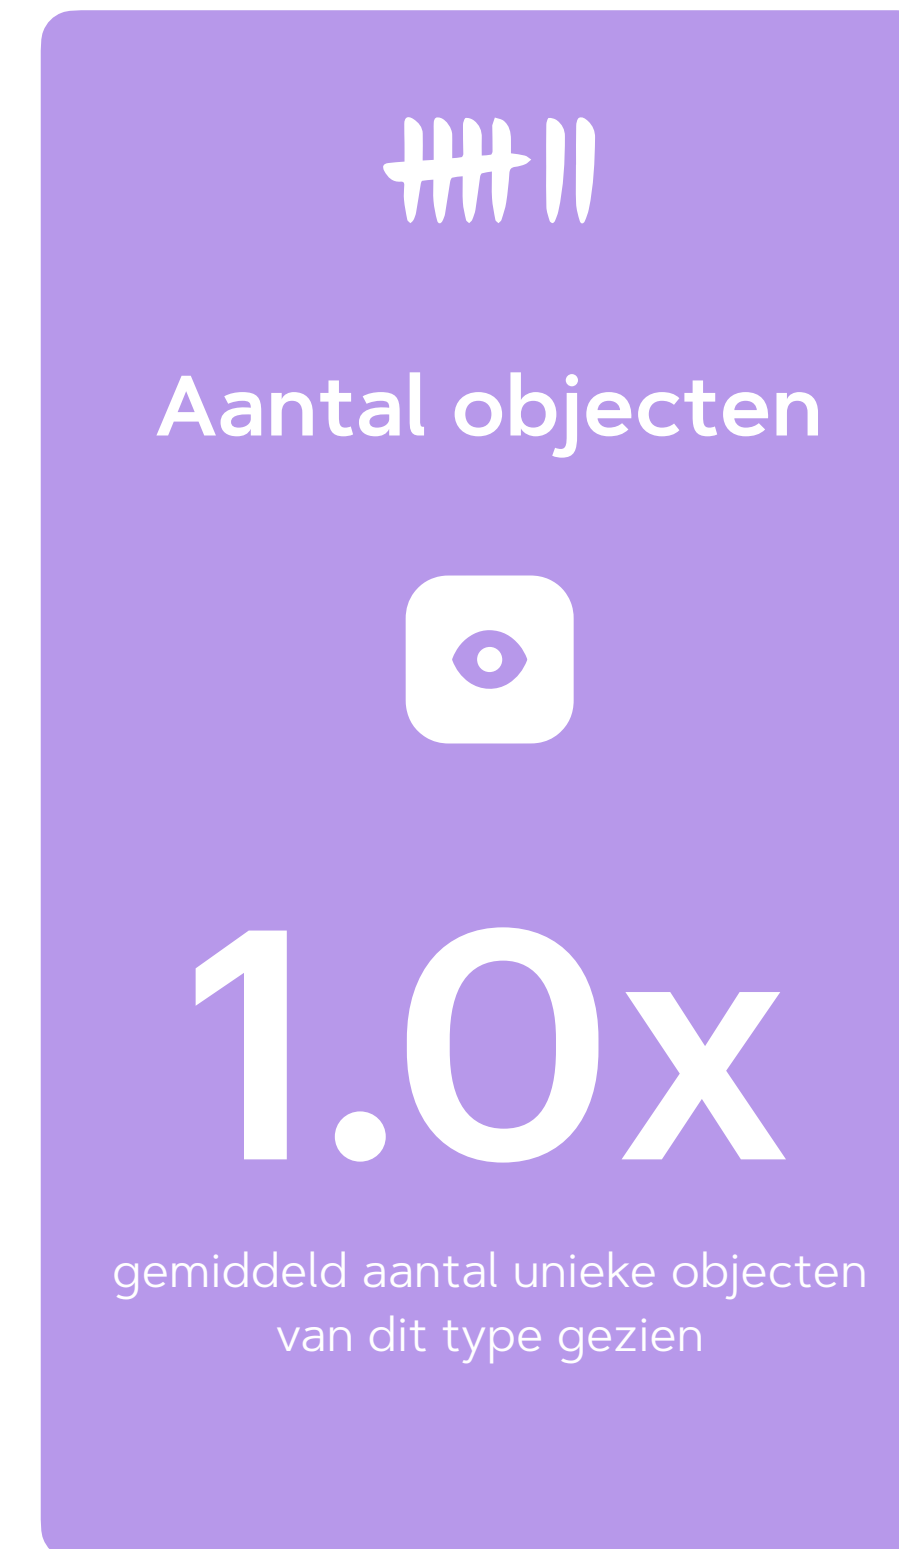 Aantal objecten
1.0x
gemiddeld aantal unieke objecten
van dit type gezien